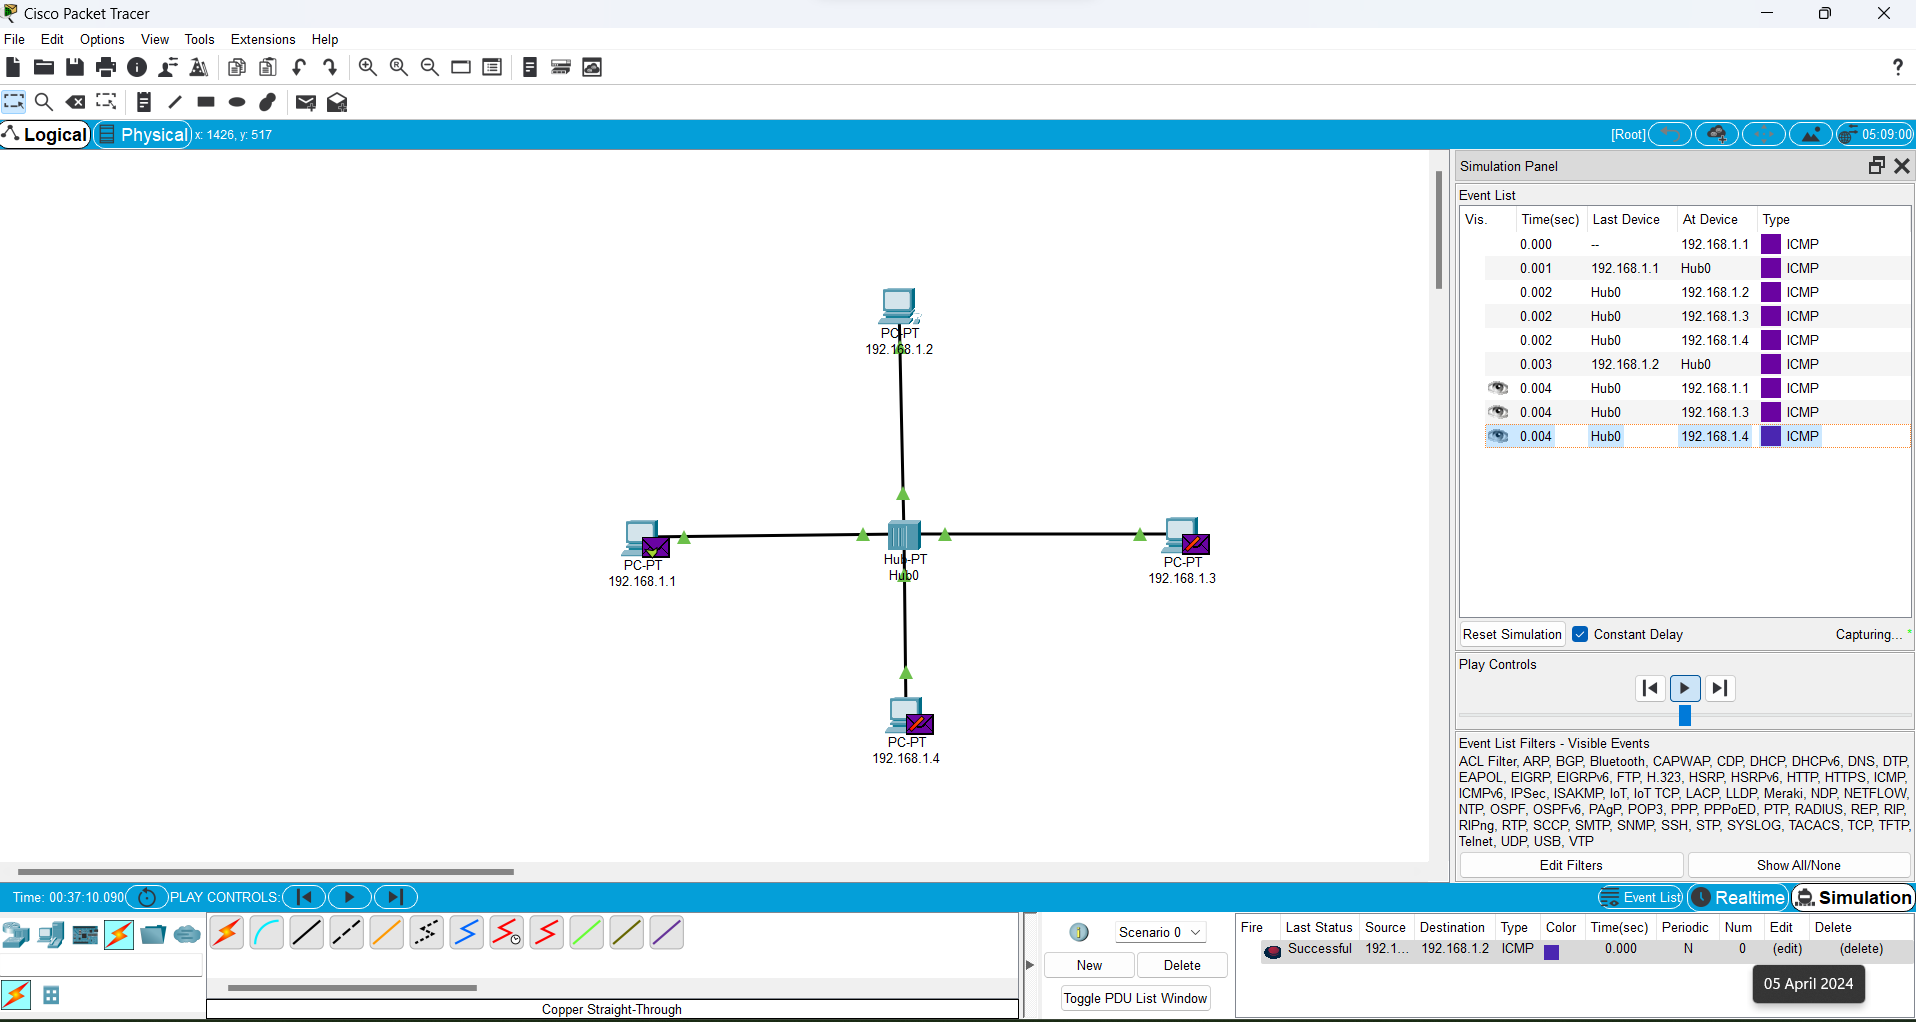 Cisco Packet Tracer
File Edit Options View Tools Extensions Help
?
Logical Physical x: 1426, y: 517 [Root] 05:09:00
Simulation Panel
Event List
Vis. Time(sec) Last Device At Device Type
0.000 -- 192.168.1.1 ICMP
0.001 192.168.1.1 Hub0 ICMP
0.002 Hub0 192.168.1.2 ICMP
0.002 Hub0 192.168.1.3 ICMP
0.002 Hub0 192.168.1.4 ICMP
0.003 192.168.1.2 Hub0 ICMP
0.004 Hub0 192.168.1.1 ICMP
0.004 Hub0 192.168.1.3 ICMP
0.004 Hub0 192.168.1.4 ICMP
Reset Simulation Constant Delay Capturing...
Play Controls
Event List Filters - Visible Events
ACL Filter, ARP, BGP, Bluetooth, CAPWAP, CDP, DHCP, DHCPv6, DNS, DTP,
EAPOL, EIGRP, EIGRPv6, FTP, H.323, HSRP, HSRPv6, HTTP, HTTPS, ICMP,
ICMPv6, IPSec, ISAKMP, IoT, IoT TCP, LACP, LLDP, Meraki, NDP, NETFLOW,
NTP, OSPF, OSPFv6, PAgP, POP3, PPP, PPPoED, PTP, RADIUS, REP, RIP,
RIPng, RTP, SCCP, SMTP, SNMP, SSH, STP, SYSLOG, TACACS, TCP, TFTP,
Telnet, UDP, USB, VTP
Edit Filters Show All/None
PC-PT
192.168.1.2
PC-PT
192.168.1.1
Hub-PT
Hub0
PC-PT
192.168.1.3
PC-PT
192.168.1.4
Time: 00:37:10.090 PLAY CONTROLS: Event List Realtime Simulation
Copper Straight-Through
1 Scenario 0
New Delete
Toggle PDU List Window
Fire Last Status Source Destination Type Color Time(sec) Periodic Num Edit Delete
Successful 192.1... 192.168.1.2 ICMP 0.000 N 0 (edit) (delete)
05 April 2024